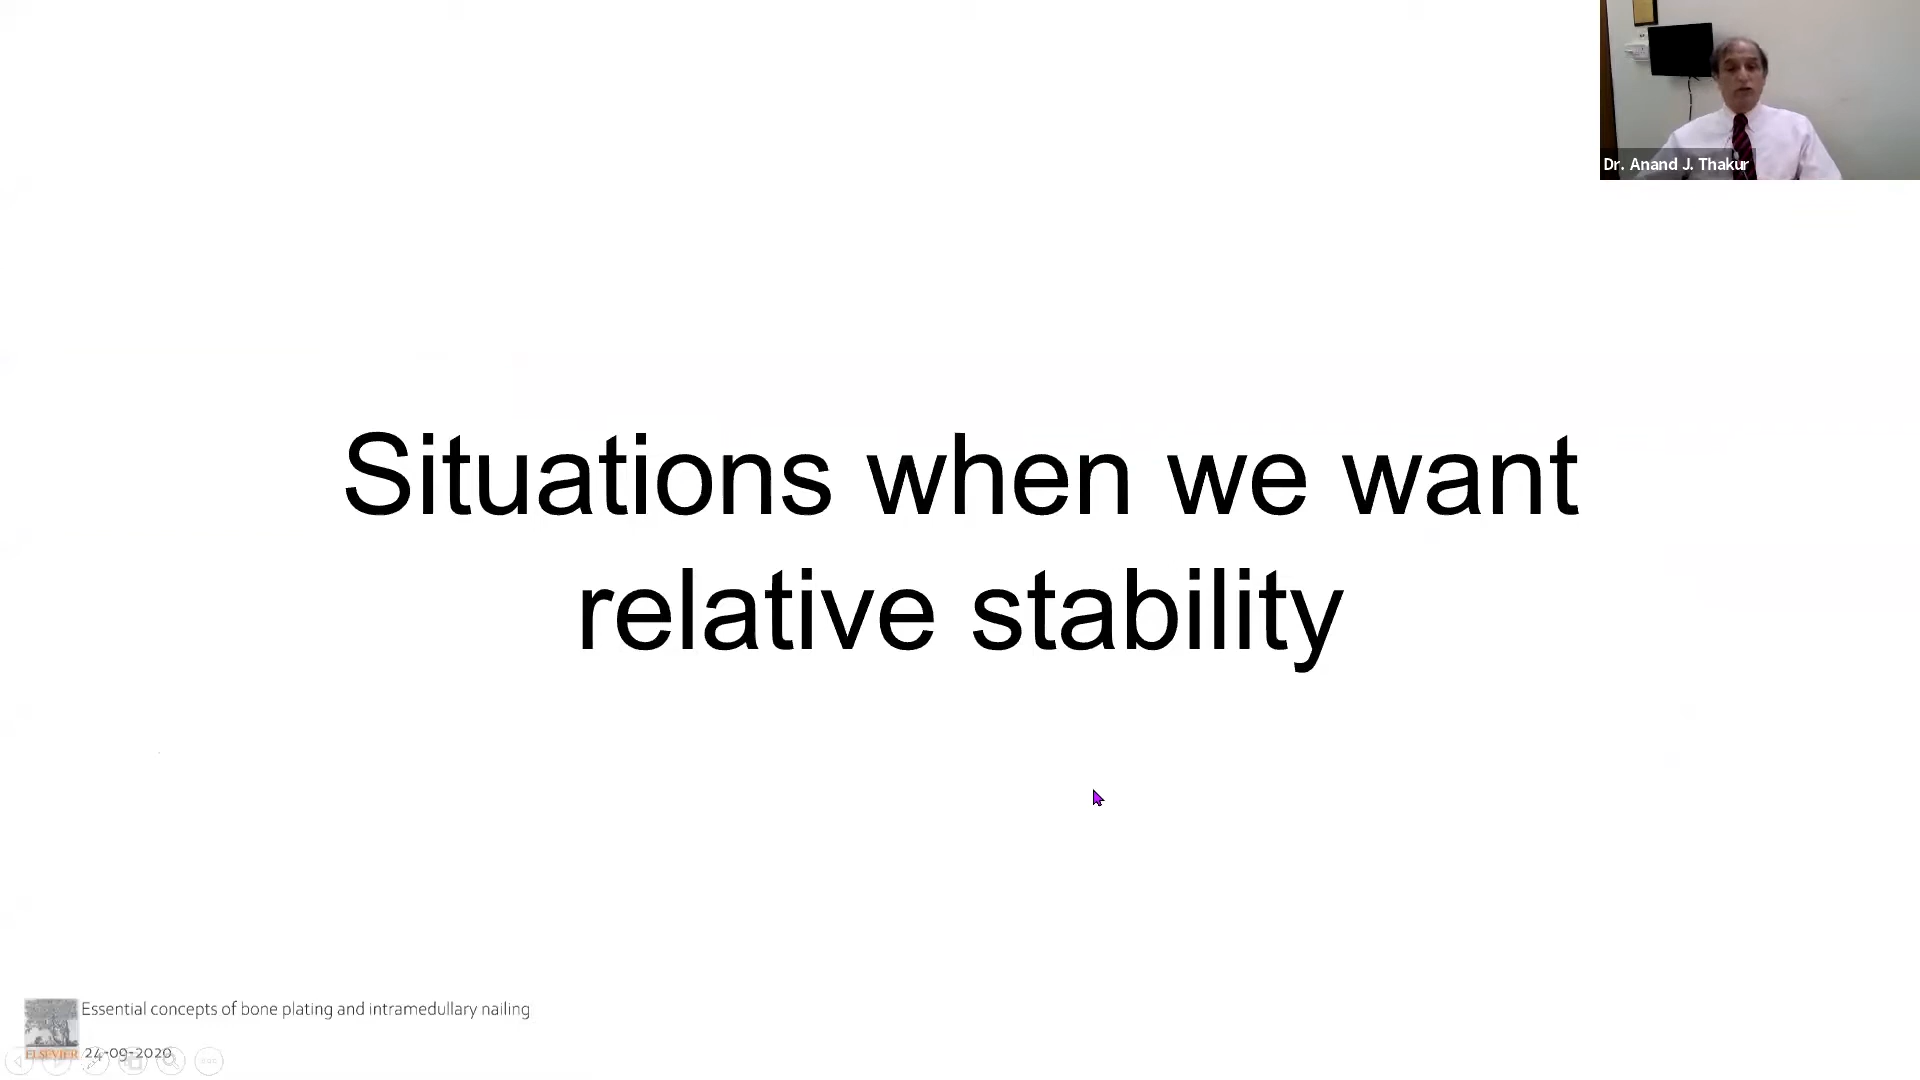 Dr. Anand J. Thakur
Situations when we want
relative stability
Essential concepts of bone plating and intramedullary nailing
ELSEVIER
24-09-2020